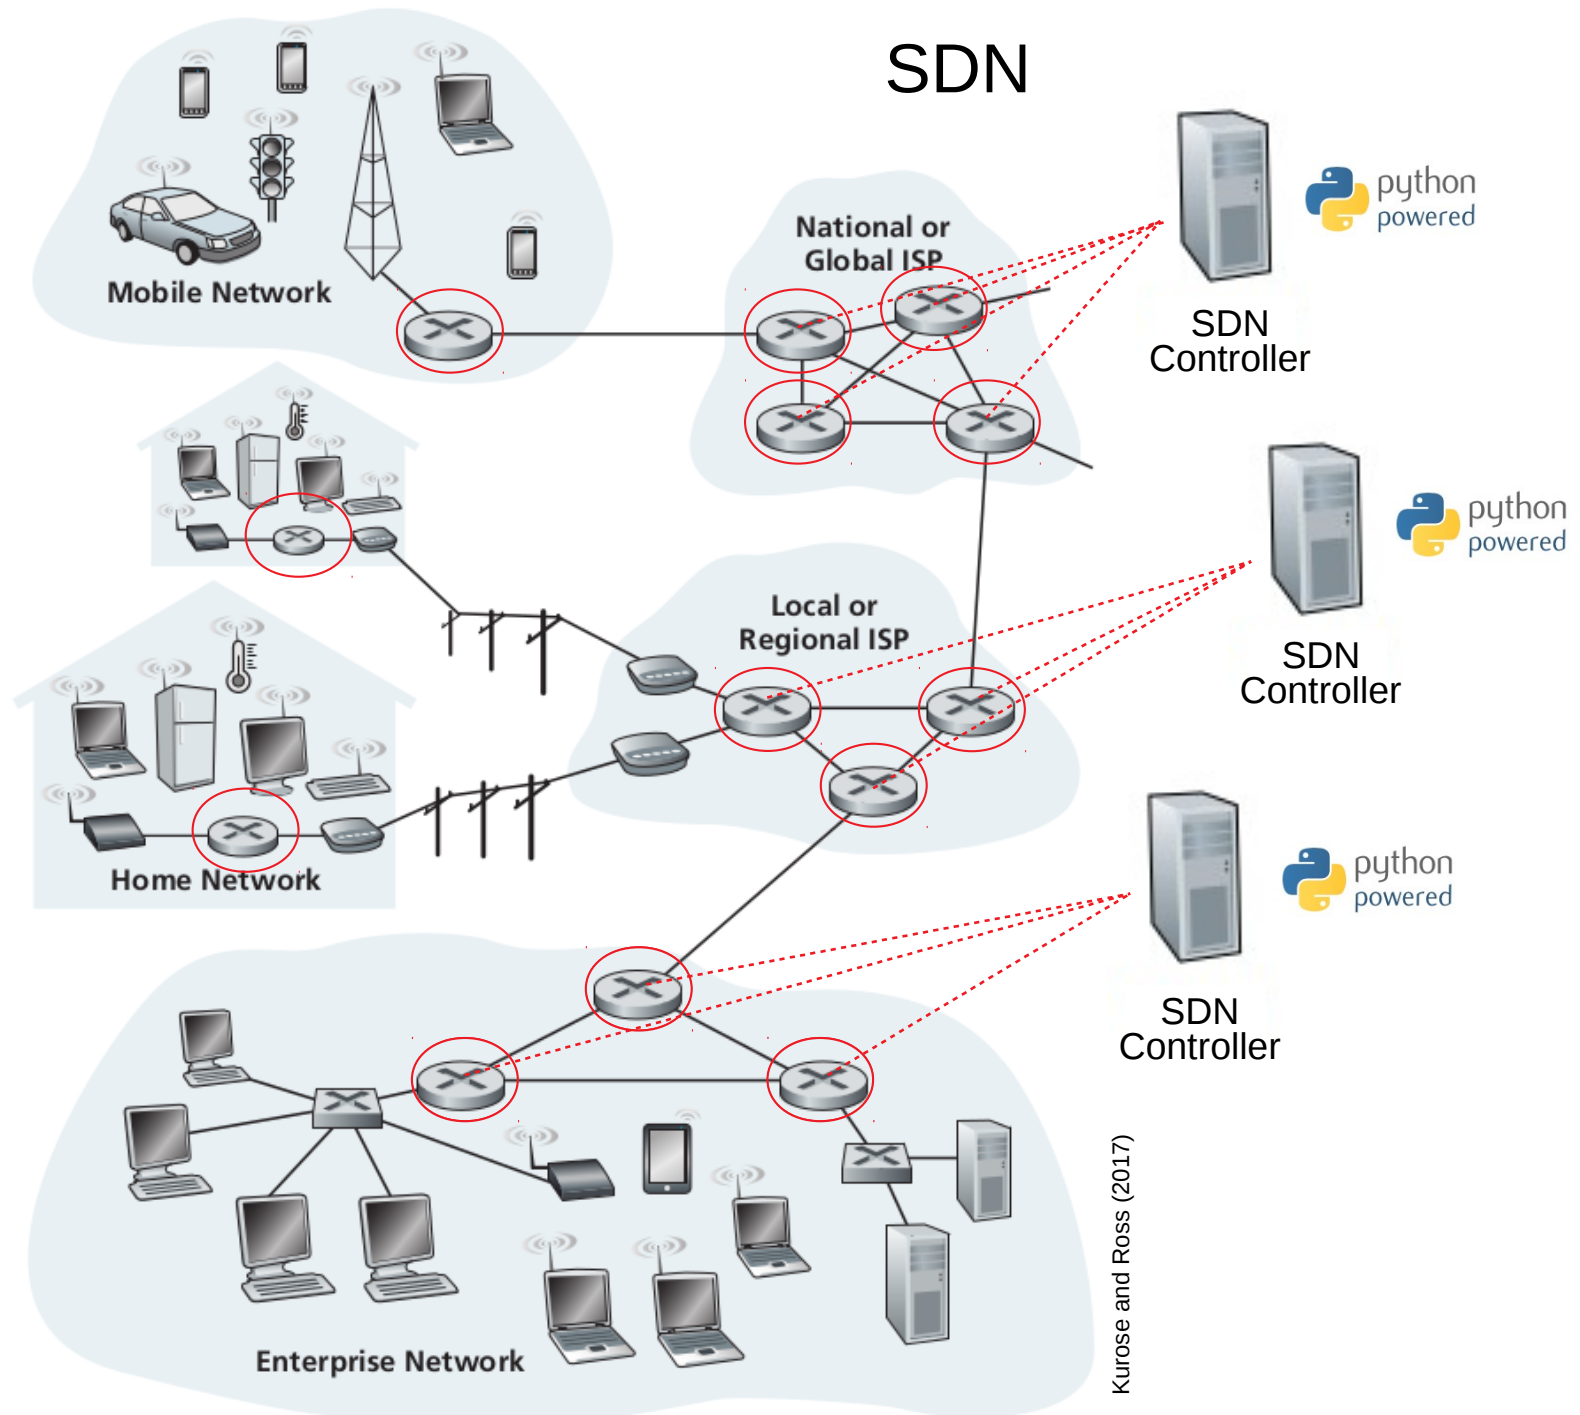 SDN
python
powered
National or
Global ISP
Mobile Network
SDN
Controller
python
powered
Local or
Regional ISP
SDN
Controller
python
powered
Home Network
SDN
Controller
Kurose and Ross (2017)
Enterprise Network